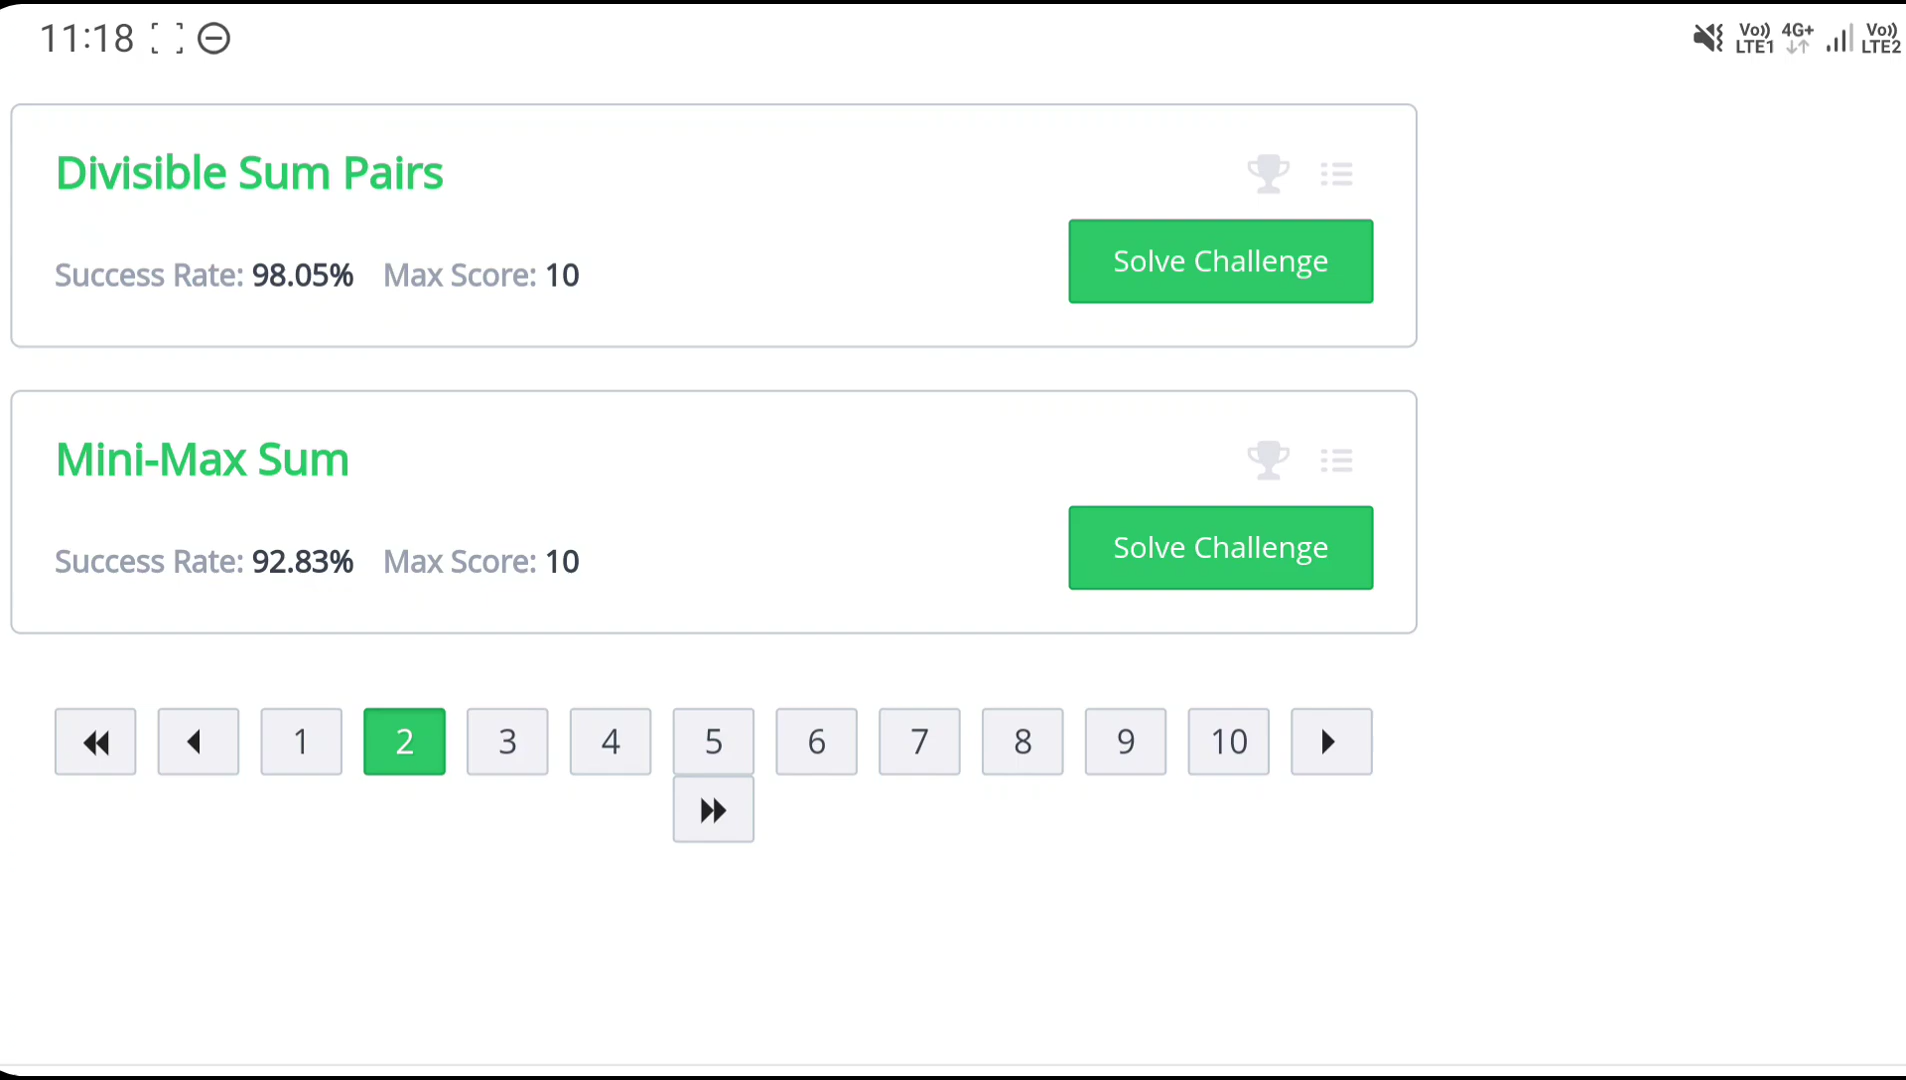 11:18
Vo)) LTE1 4G+ Vo)) LTE2
Divisible Sum Pairs
Success Rate: 98.05% Max Score: 10
Solve Challenge
Mini-Max Sum
Success Rate: 92.83% Max Score: 10
Solve Challenge
1 2 3 4 5 6 7 8 9 10